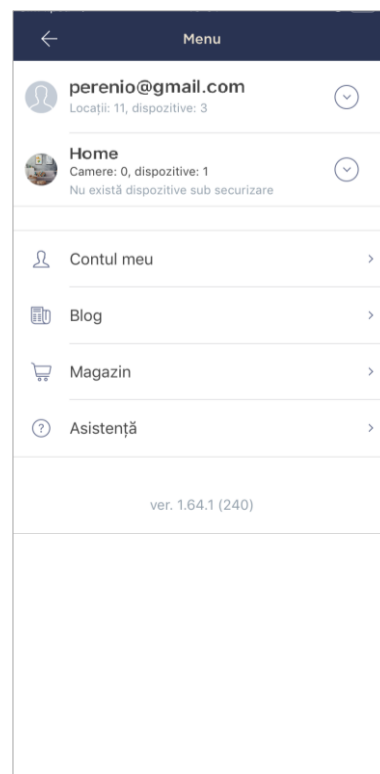 Menu
perenio@gmail.com
Locații: 11, dispozitive: 3
Home
Camere: 0, dispozitive: 1
Nu există dispozitive sub securizare
Contul meu
Blog
Magazin
Asistență
ver. 1.64.1 (240)